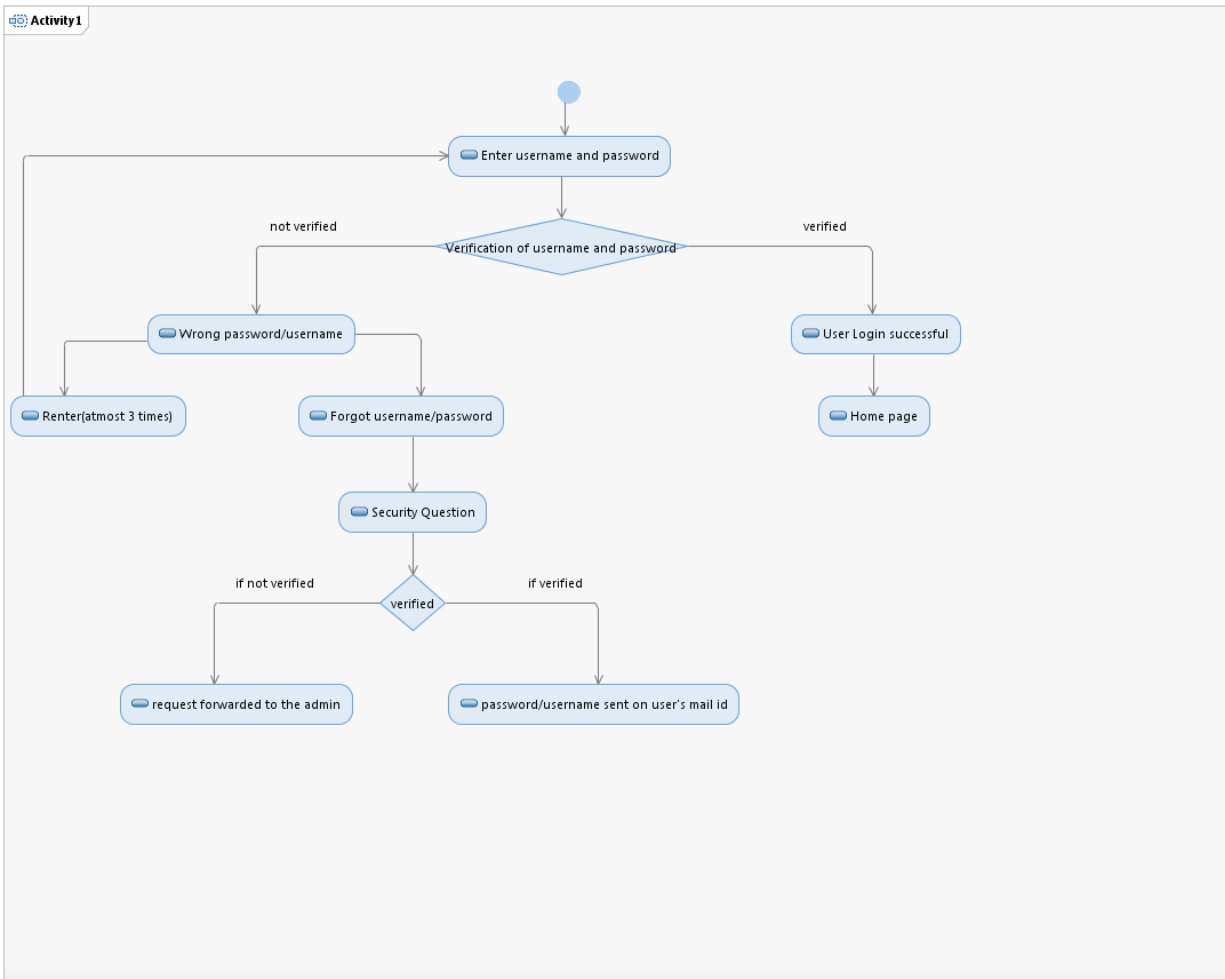 Activity1
Enter username and password
not verified
verified
Verification of username and password
Wrong password/username
User Login successful
Renter(atmost 3 times)
Forgot username/password
Home page
Security Question
if not verified
if verified
verified
request forwarded to the admin
password/username sent on user's mail id